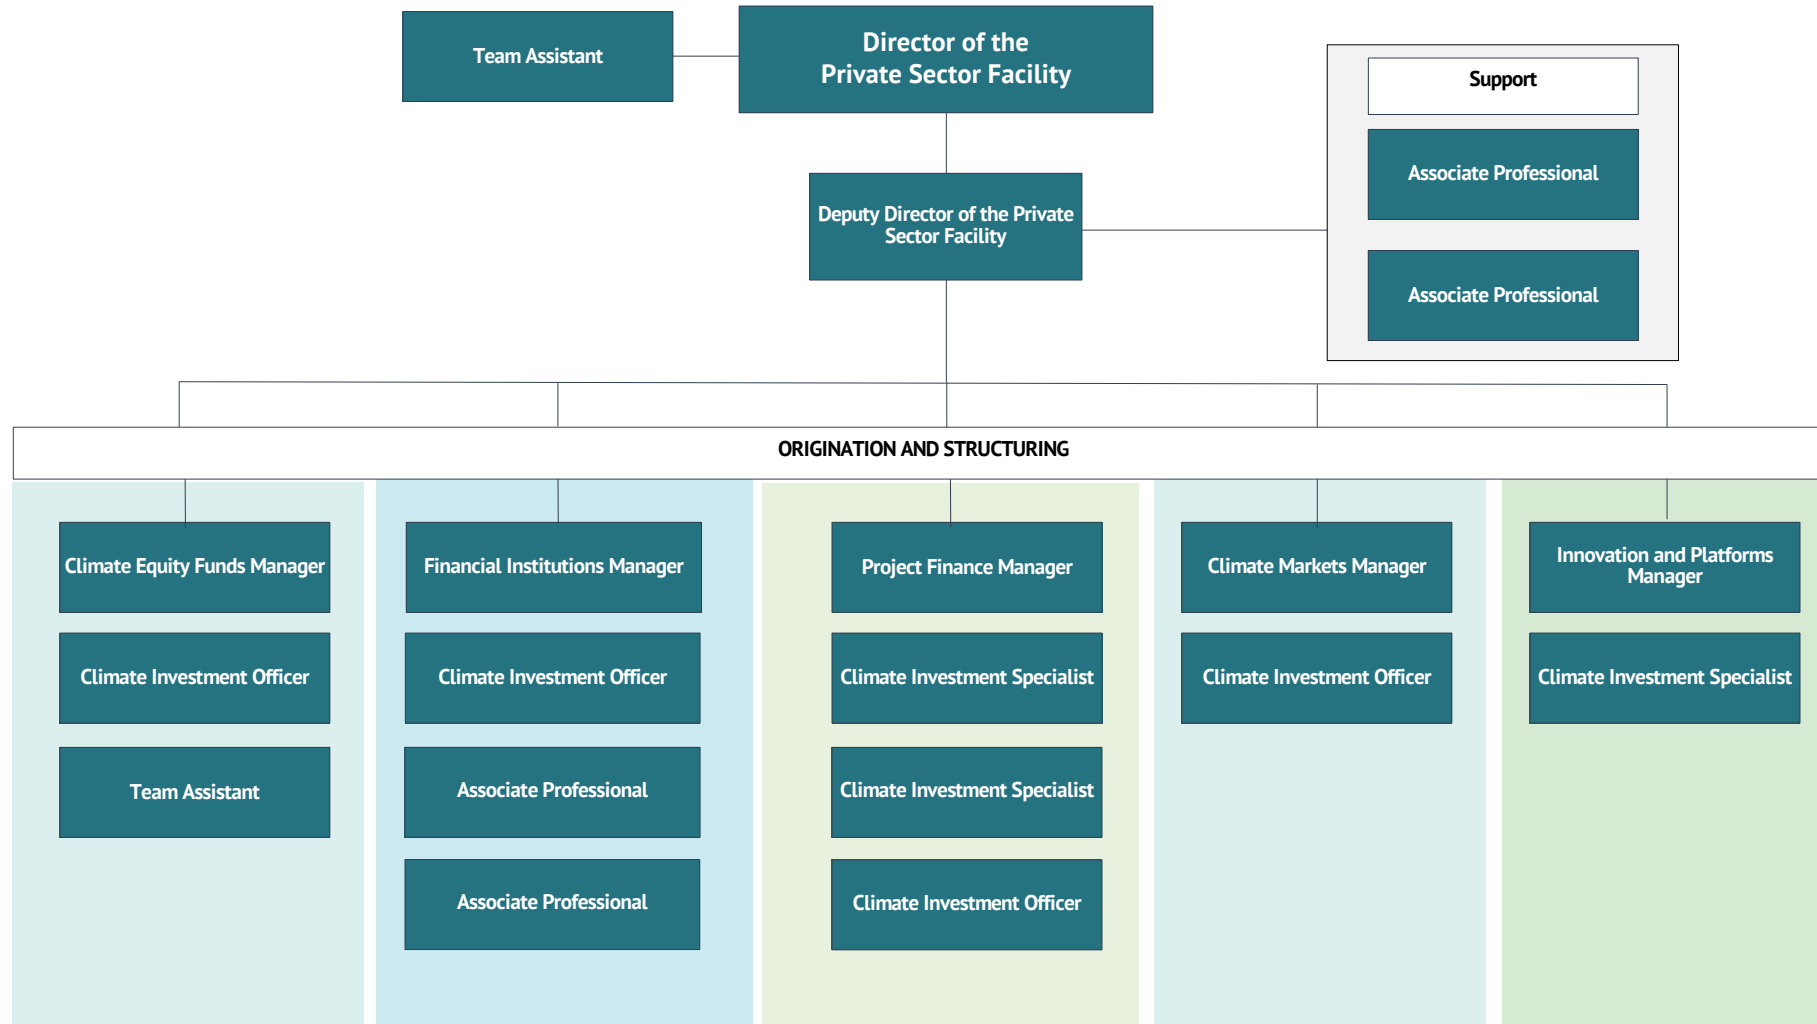 Team Assistant
Director of the
Private Sector Facility
Support
Associate Professional
Associate Professional
Deputy Director of the Private
Sector Facility
ORIGINATION AND STRUCTURING
Climate Equity Funds Manager
Climate Investment Officer
Team Assistant
Financial Institutions Manager
Climate Investment Officer
Associate Professional
Associate Professional
Project Finance Manager
Climate Investment Specialist
Climate Investment Specialist
Climate Investment Officer
Climate Markets Manager
Climate Investment Officer
Innovation and Platforms
Manager
Climate Investment Specialist